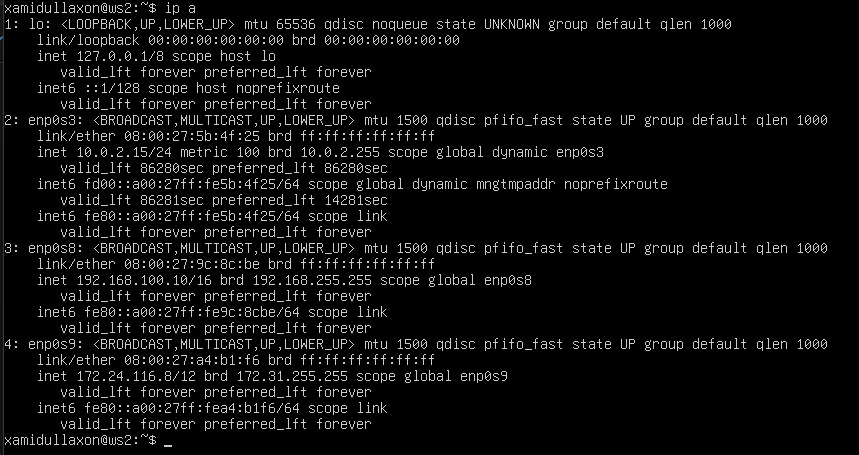 xamidullaxon@ws2:~$ ip a
1: lo: <LOOPBACK,UP,LOWER_UP> mtu 65536 qdisc noqueue state UNKNOWN group default qlen 1000
    link/loopback 00:00:00:00:00:00 brd 00:00:00:00:00:00
    inet 127.0.0.1/8 scope host lo
       valid_lft forever preferred_lft forever
    inet6 ::1/128 scope host noprefixroute
       valid_lft forever preferred_lft forever
2: enp0s3: <BROADCAST,MULTICAST,UP,LOWER_UP> mtu 1500 qdisc pfifo_fast state UP group default qlen 1000
    link/ether 08:00:27:5b:4f:25 brd ff:ff:ff:ff:ff:ff
    inet 10.0.2.15/24 metric 100 brd 10.0.2.255 scope global dynamic enp0s3
       valid_lft 86280sec preferred_lft 86280sec
    inet6 fd00::a00:27ff:fe5b:4f25/64 scope global dynamic mngtmpaddr noprefixroute
       valid_lft 86281sec preferred_lft 14281sec
    inet6 fe80::a00:27ff:fe5b:4f25/64 scope link
       valid_lft forever preferred_lft forever
3: enp0s8: <BROADCAST,MULTICAST,UP,LOWER_UP> mtu 1500 qdisc pfifo_fast state UP group default qlen 1000
    link/ether 08:00:27:9c:8c:be brd ff:ff:ff:ff:ff:ff
    inet 192.168.100.10/16 brd 192.168.255.255 scope global enp0s8
       valid_lft forever preferred_lft forever
    inet6 fe80::a00:27ff:fe9c:8cbe/64 scope link
       valid_lft forever preferred_lft forever
4: enp0s9: <BROADCAST,MULTICAST,UP,LOWER_UP> mtu 1500 qdisc pfifo_fast state UP group default qlen 1000
    link/ether 08:00:27:a4:b1:f6 brd ff:ff:ff:ff:ff:ff
    inet 172.24.116.8/12 brd 172.31.255.255 scope global enp0s9
       valid_lft forever preferred_lft forever
    inet6 fe80::a00:27ff:fea4:b1f6/64 scope link
       valid_lft forever preferred_lft forever
xamidullaxon@ws2:~$ _